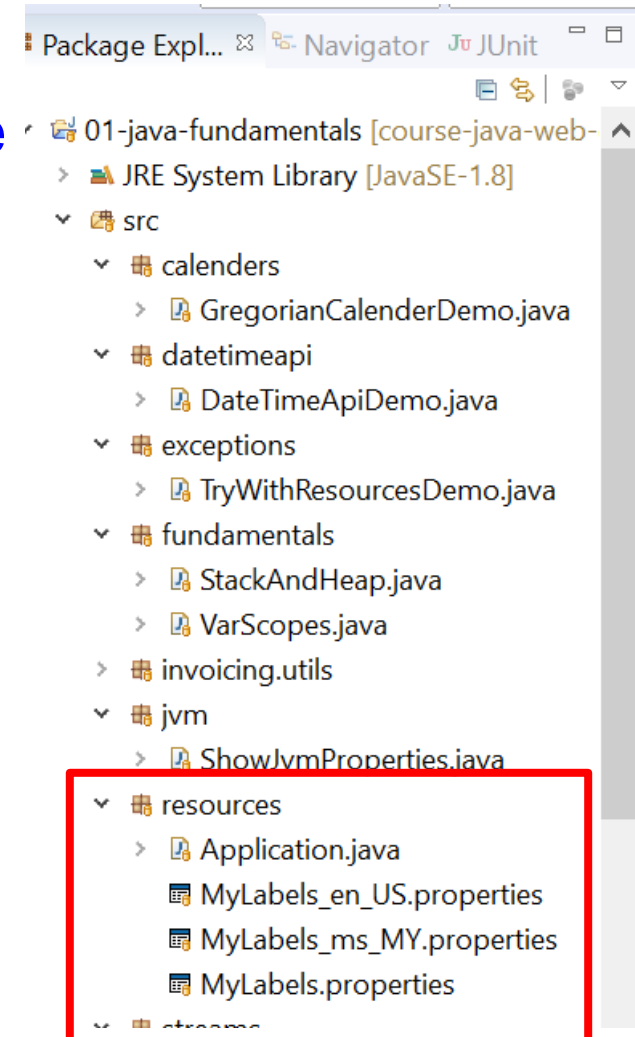 Package Expl... Navigator JUnit
e
01-java-fundamentals [course-java-web-
JRE System Library [JavaSE-1.8]
src
calenders
GregorianCalenderDemo.java
datetimeapi
DateTimeApiDemo.java
exceptions
TryWithResourcesDemo.java
fundamentals
StackAndHeap.java
VarScopes.java
invoicing.utils
jvm
ShowJvmProperties.java
resources
Application.java
MyLabels_en_US.properties
MyLabels_ms_MY.properties
MyLabels.properties
streams